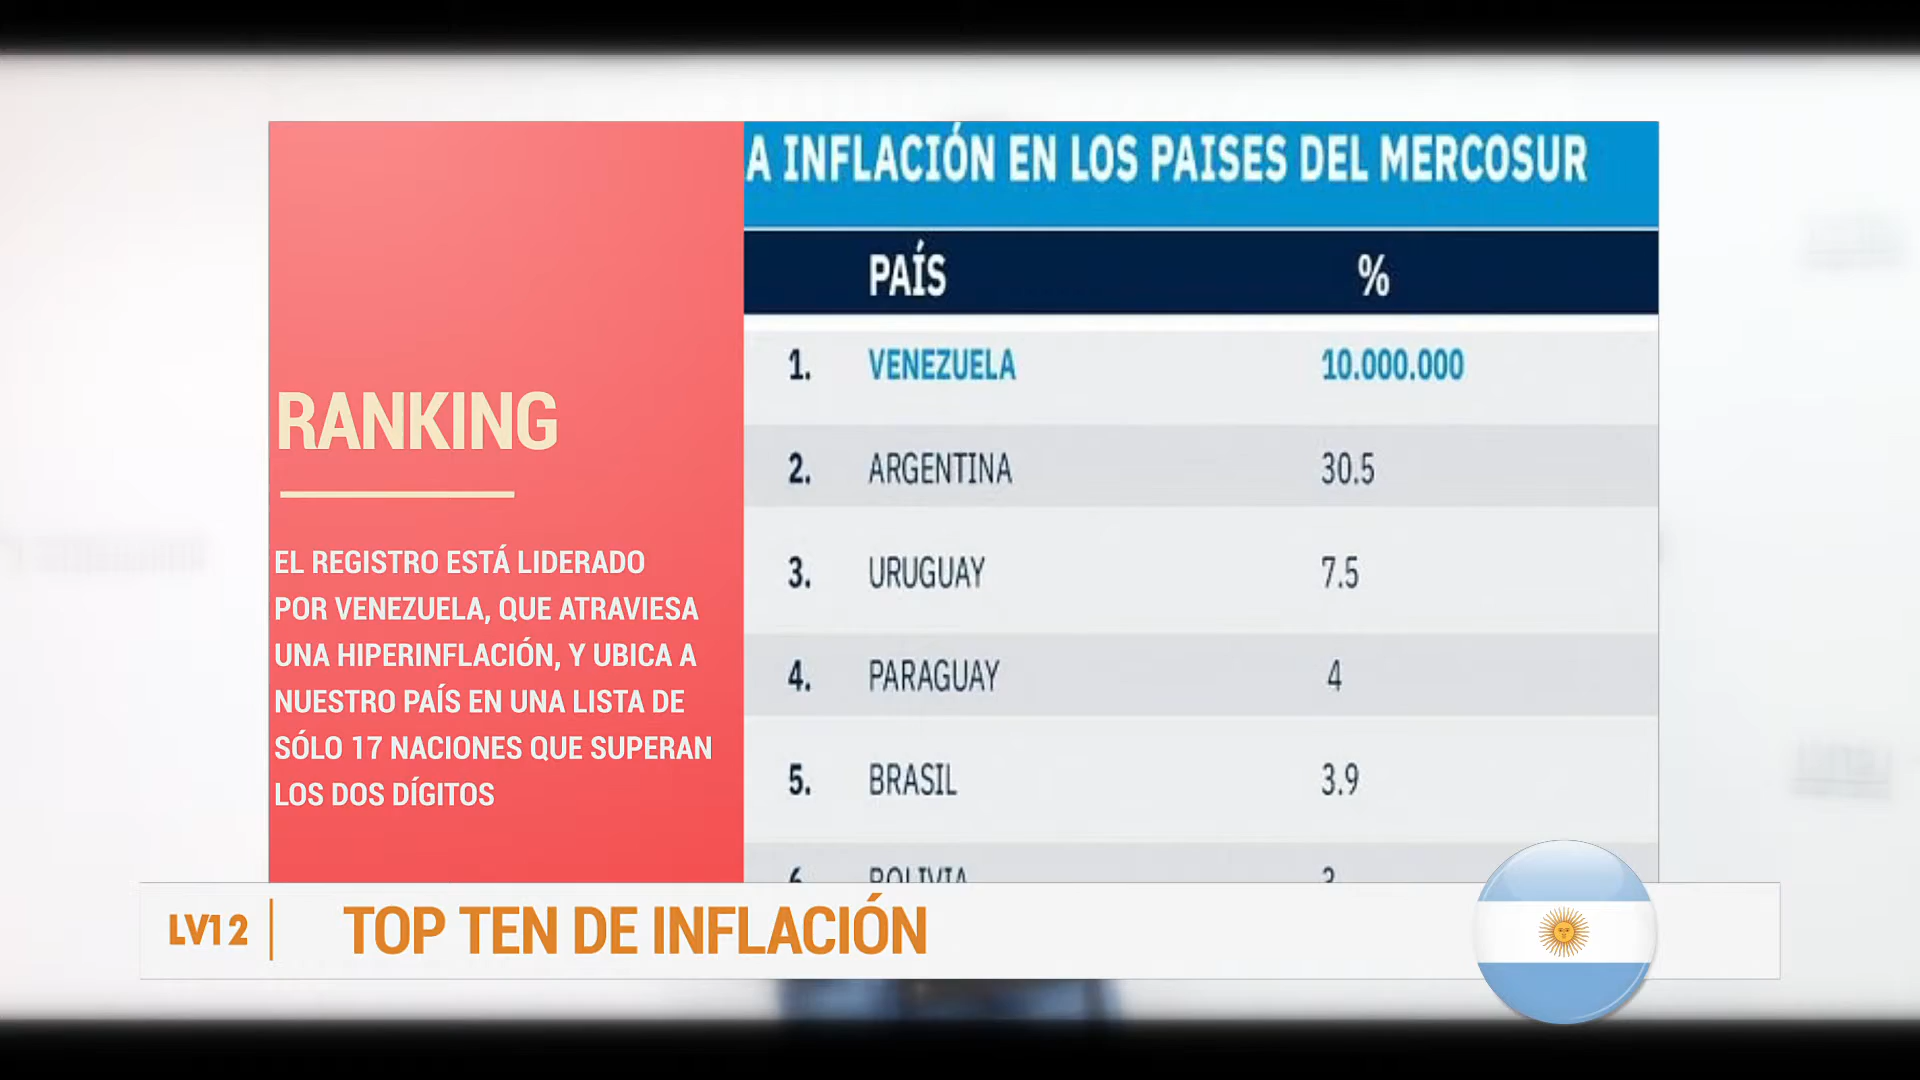 A INFLACIÓN EN LOS PAISES DEL MERCOSUR
PAÍS %
1. VENEZUELA 10.000.000
2. ARGENTINA 30.5
3. URUGUAY 7.5
4. PARAGUAY 4
5. BRASIL 3.9
6. BOLIVIA
RANKING
EL REGISTRO ESTÁ LIDERADO
POR VENEZUELA, QUE ATRAVIESA
UNA HIPERINFLACIÓN, Y UBICA A
NUESTRO PAÍS EN UNA LISTA DE
SÓLO 17 NACIONES QUE SUPERAN
LOS DOS DÍGITOS
LV12
TOP TEN DE INFLACIÓN